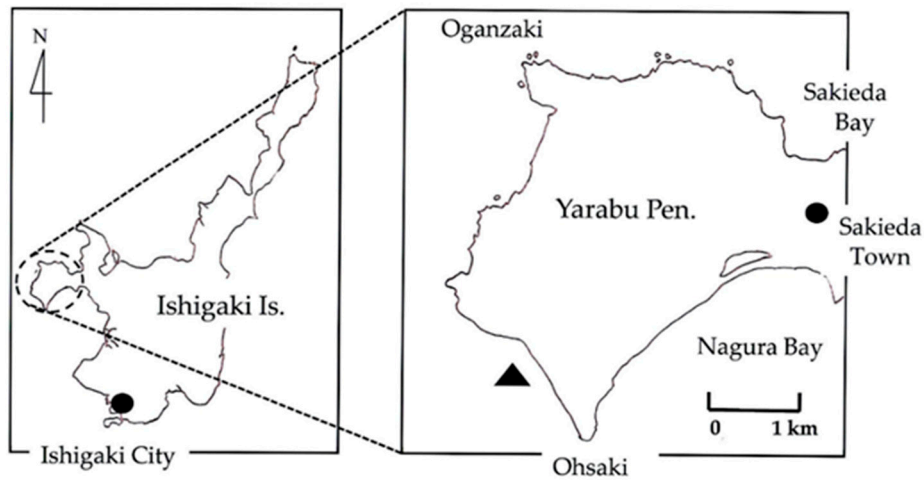 N
Ishigaki Is.
Ishigaki City
Oganzaki
Sakieda
Bay
Yarabu Pen.
Sakieda
Town
Nagura Bay
0 1 km
Ohsaki